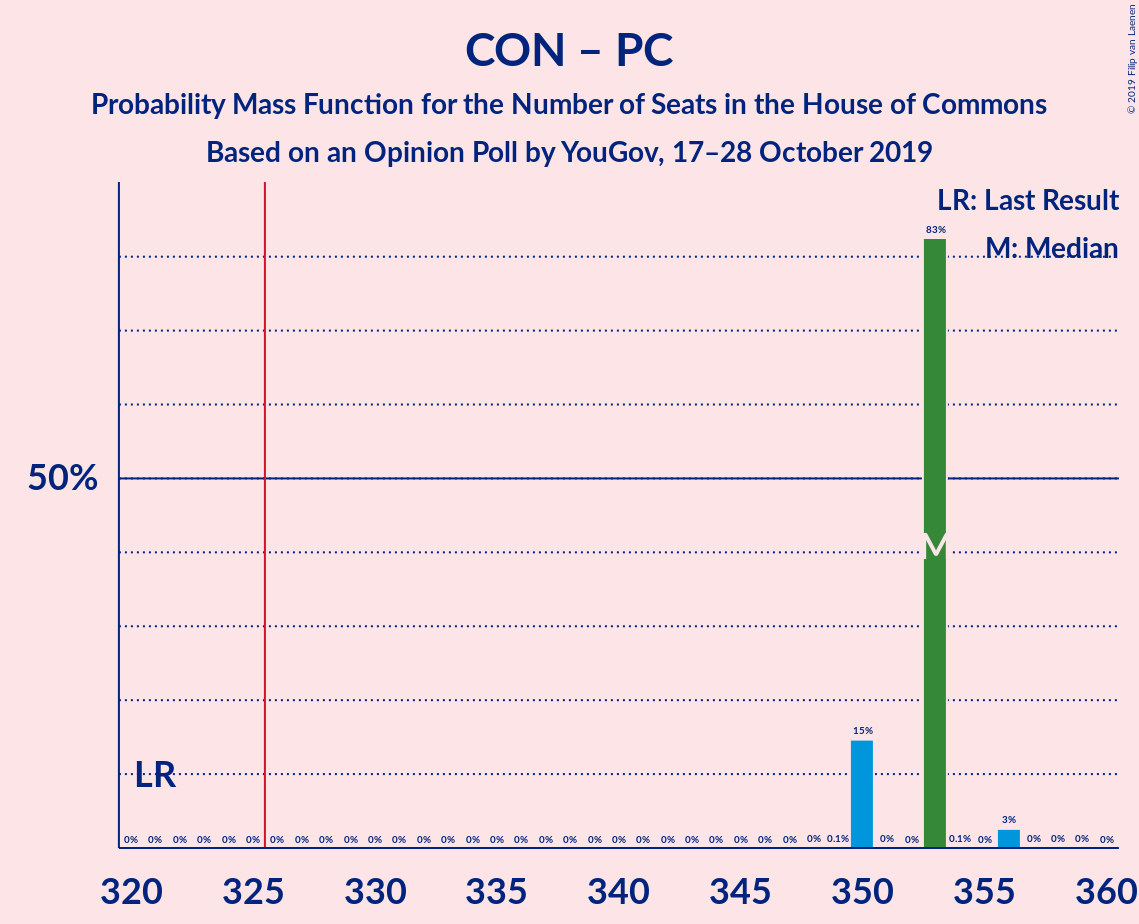 CON – PC
Probability Mass Function for the Number of Seats in the House of Commons
Based on an Opinion Poll by YouGov, 17–28 October 2019
© 2019 Filip van Laenen
LR: Last Result
83%
M: Median
50%
M
15%
LR
3%
0% 0% 0% 0% 0% 0% 0% 0% 0% 0% 0% 0% 0% 0% 0% 0% 0% 0% 0% 0% 0% 0% 0% 0% 0% 0% 0% 0% 0% 0.1% 0% 0% 0.1% 0% 0% 0% 0% 0%
320 325 330 335 340 345 350 355 360